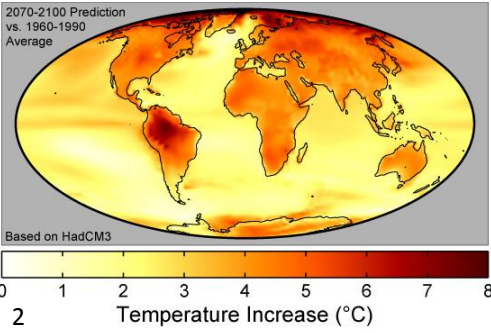 2070-2100 Prediction
vs. 1960-1990
Average
Based on HadCM3
0 1 2 3 4 5 6 7 8
2 Temperature Increase (°C)